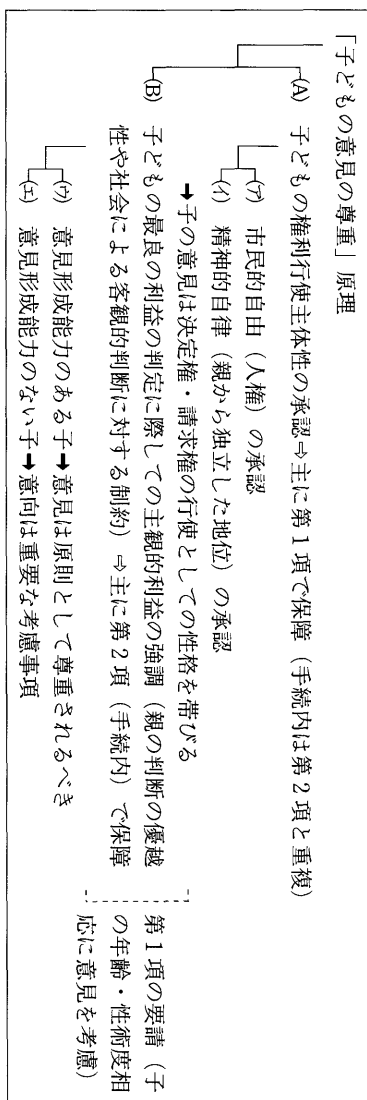 「子どもの意見の尊重」原理
(A) 子どもの権利行使主体性の承認⇨主に第1項で保障(手続内は第2項と重複)
(ア) 市民的自由(人権)の承認
(イ) 精神的自律(親から独立した地位)の承認
➡子の意見は決定権・請求権の行使としての性格を帯びる
(B) 子どもの最良の利益の判定に際しての主観的利益の強調(親の判断の優越
性や社会による客観的判断に対する制約)⇨主に第2項(手続内)で保障
(ウ) 意見形成能力のある子➡意見は原則として尊重されるべき
(エ) 意見形成能力のない子➡意向は重要な考慮事項
第1項の要請(子
の年齢・性術度相
応に意見を考慮)